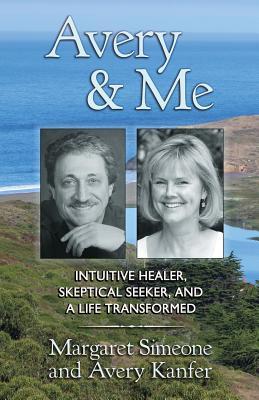 Avery
& Me
INTUITIVE HEALER,
SKEPTICAL SEEKER, AND
A LIFE TRANSFORMED
Margaret Simeone
and Avery Kanfer